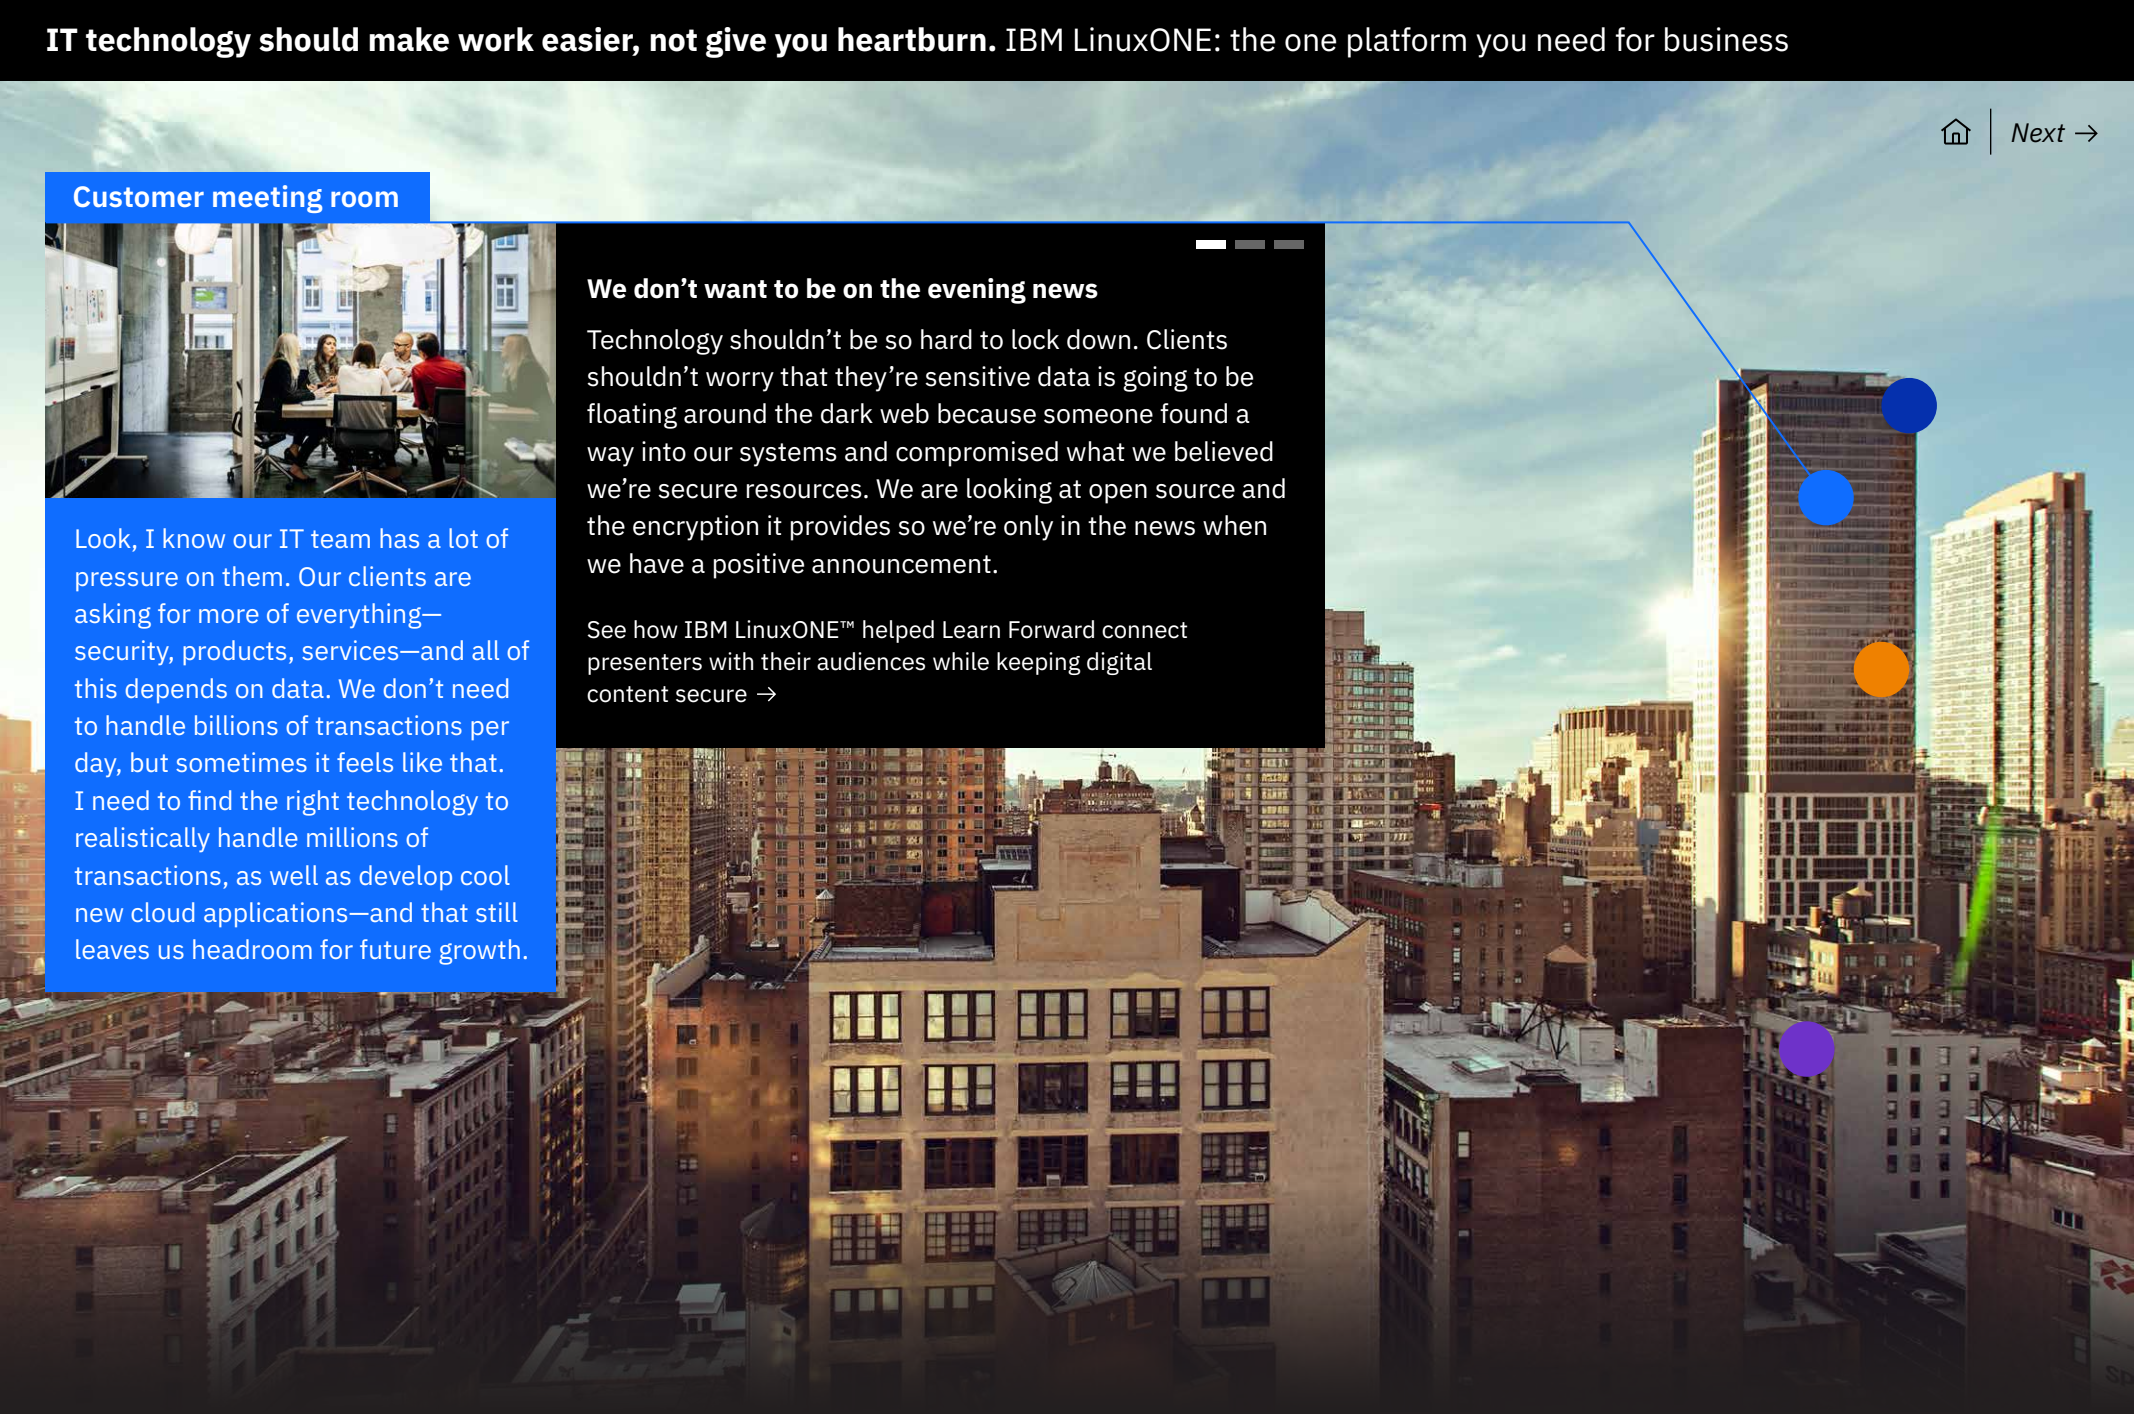 IT technology should make work easier, not give you heartburn. IBM LinuxONE: the one platform you need for business
Next →
Customer meeting room
Look, I know our IT team has a lot of
pressure on them. Our clients are
asking for more of everything—
security, products, services—and all of
this depends on data. We don’t need
to handle billions of transactions per
day, but sometimes it feels like that.
I need to find the right technology to
realistically handle millions of
transactions, as well as develop cool
new cloud applications—and that still
leaves us headroom for future growth.
We don’t want to be on the evening news
Technology shouldn’t be so hard to lock down. Clients
shouldn’t worry that they’re sensitive data is going to be
floating around the dark web because someone found a
way into our systems and compromised what we believed
we’re secure resources. We are looking at open source and
the encryption it provides so we’re only in the news when
we have a positive announcement.
See how IBM LinuxONE™ helped Learn Forward connect
presenters with their audiences while keeping digital
content secure →